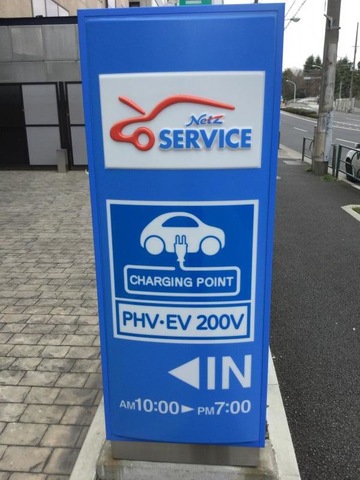 Netz
SERVICE
CHARGING POINT
PHV・EV 200V
◀IN
AM10:00▶PM7:00